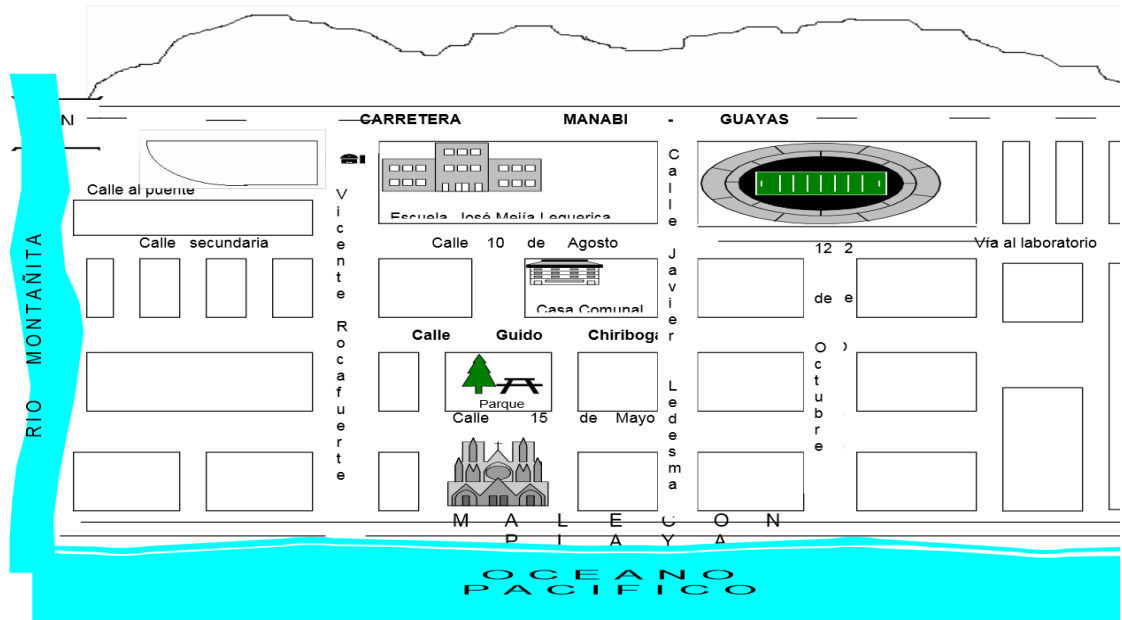 N CARRETERA MANABI - GUAYAS
Calle al puente
Escuela José Mejía Lequerica
Calle secundaria
Calle 10 de Agosto
Vía al laboratorio
Casa Comunal
Calle Guido Chiriboga
Parque
Calle 15 de Mayo
Vicente Rocafuerte
Calle Javier Ledesma
12 de Octubre
2
e
RIO MONTAÑITA
MALECON
PLAYA
OCEANO
PACIFICO